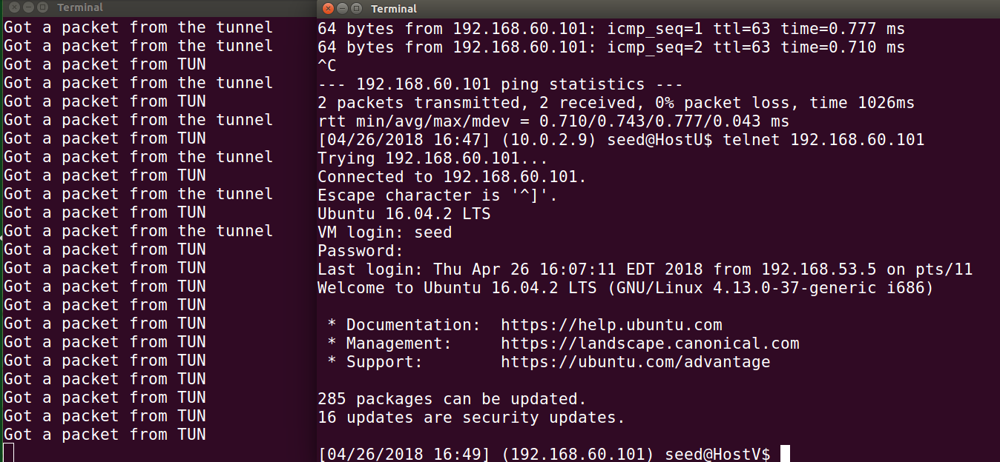 Terminal
Got a packet from the tunnel
Got a packet from the tunnel
Got a packet from TUN
Got a packet from the tunnel
Got a packet from TUN
Got a packet from the tunnel
Got a packet from TUN
Got a packet from the tunnel
Got a packet from TUN
Got a packet from the tunnel
Got a packet from TUN
Got a packet from the tunnel
Got a packet from TUN
Got a packet from TUN
Got a packet from TUN
Got a packet from TUN
Got a packet from TUN
Got a packet from TUN
Got a packet from TUN
Got a packet from TUN
Got a packet from TUN
Got a packet from TUN
Got a packet from TUN
Terminal
64 bytes from 192.168.60.101: icmp_seq=1 ttl=63 time=0.777 ms
64 bytes from 192.168.60.101: icmp_seq=2 ttl=63 time=0.710 ms
^C
--- 192.168.60.101 ping statistics ---
2 packets transmitted, 2 received, 0% packet loss, time 1026ms
rtt min/avg/max/mdev = 0.710/0.743/0.777/0.043 ms
[04/26/2018 16:47] (10.0.2.9) seed@HostU$ telnet 192.168.60.101
Trying 192.168.60.101...
Connected to 192.168.60.101.
Escape character is '^]'.
Ubuntu 16.04.2 LTS
VM login: seed
Password:
Last login: Thu Apr 26 16:07:11 EDT 2018 from 192.168.53.5 on pts/11
Welcome to Ubuntu 16.04.2 LTS (GNU/Linux 4.13.0-37-generic i686)
 * Documentation:  https://help.ubuntu.com
 * Management:     https://landscape.canonical.com
 * Support:        https://ubuntu.com/advantage
285 packages can be updated.
16 updates are security updates.
[04/26/2018 16:49] (192.168.60.101) seed@HostV$